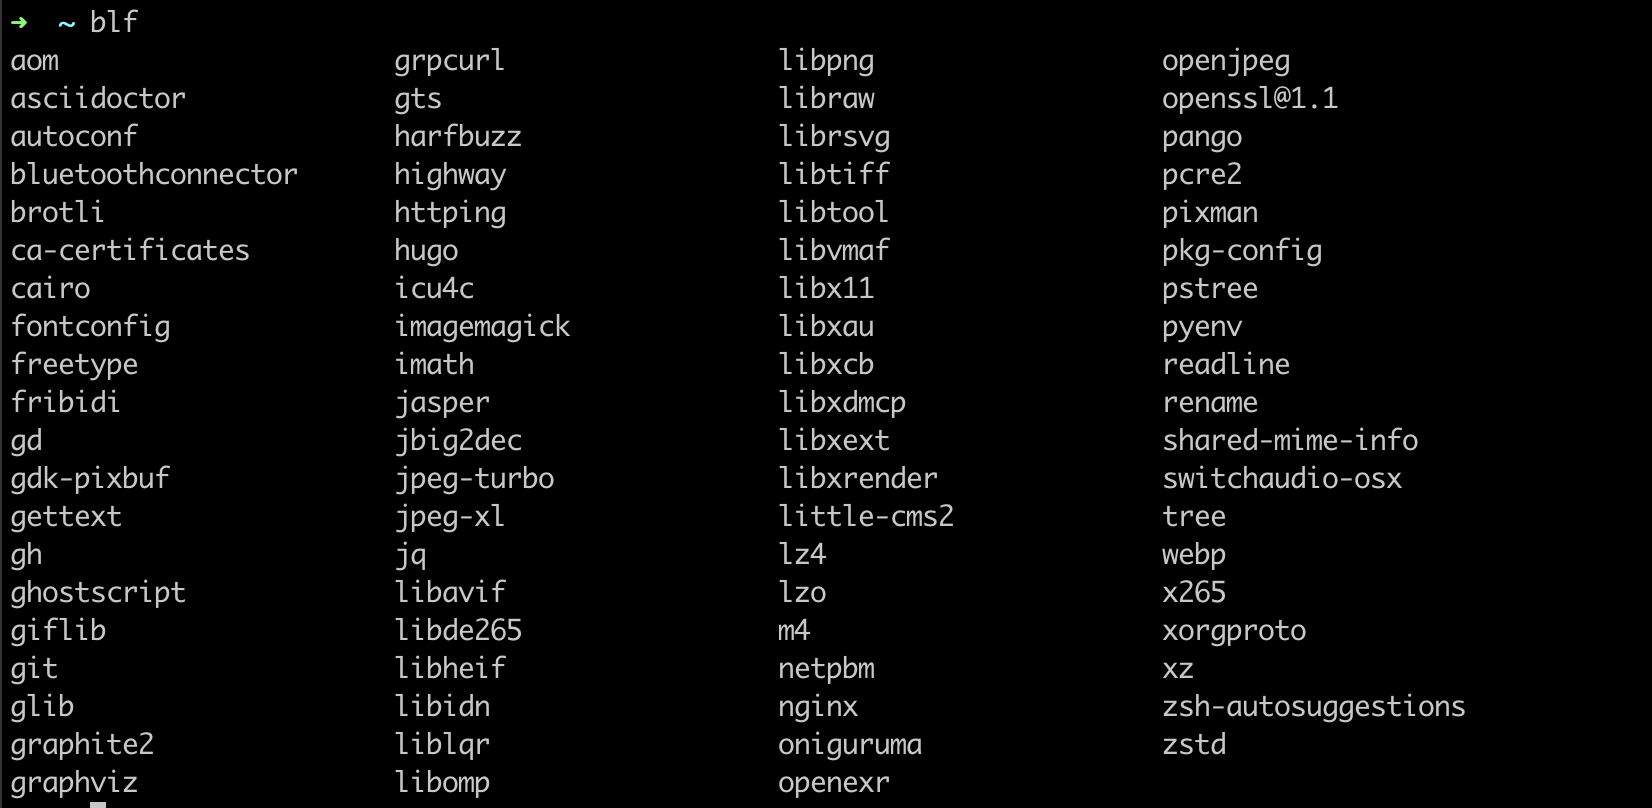 ➜ ~ blf
aom grpcurl libpng openjpeg
asciidoctor gts libraw openssl@1.1
autoconf harfbuzz librsvg pango
bluetoothconnector highway libtiff pcre2
brotli httping libtool pixman
ca-certificates hugo libvmaf pkg-config
cairo icu4c libx11 pstree
fontconfig imagemagick libxau pyenv
freetype imath libxcb readline
fribidi jasper libxdmcp rename
gd jbig2dec libxext shared-mime-info
gdk-pixbuf jpeg-turbo libxrender switchaudio-osx
gettext jpeg-xl little-cms2 tree
gh jq lz4 webp
ghostscript libavif lzo x265
giflib libde265 m4 xorgproto
git libheif netpbm xz
glib libidn nginx zsh-autosuggestions
graphite2 liblqr oniguruma zstd
graphviz libomp openexr